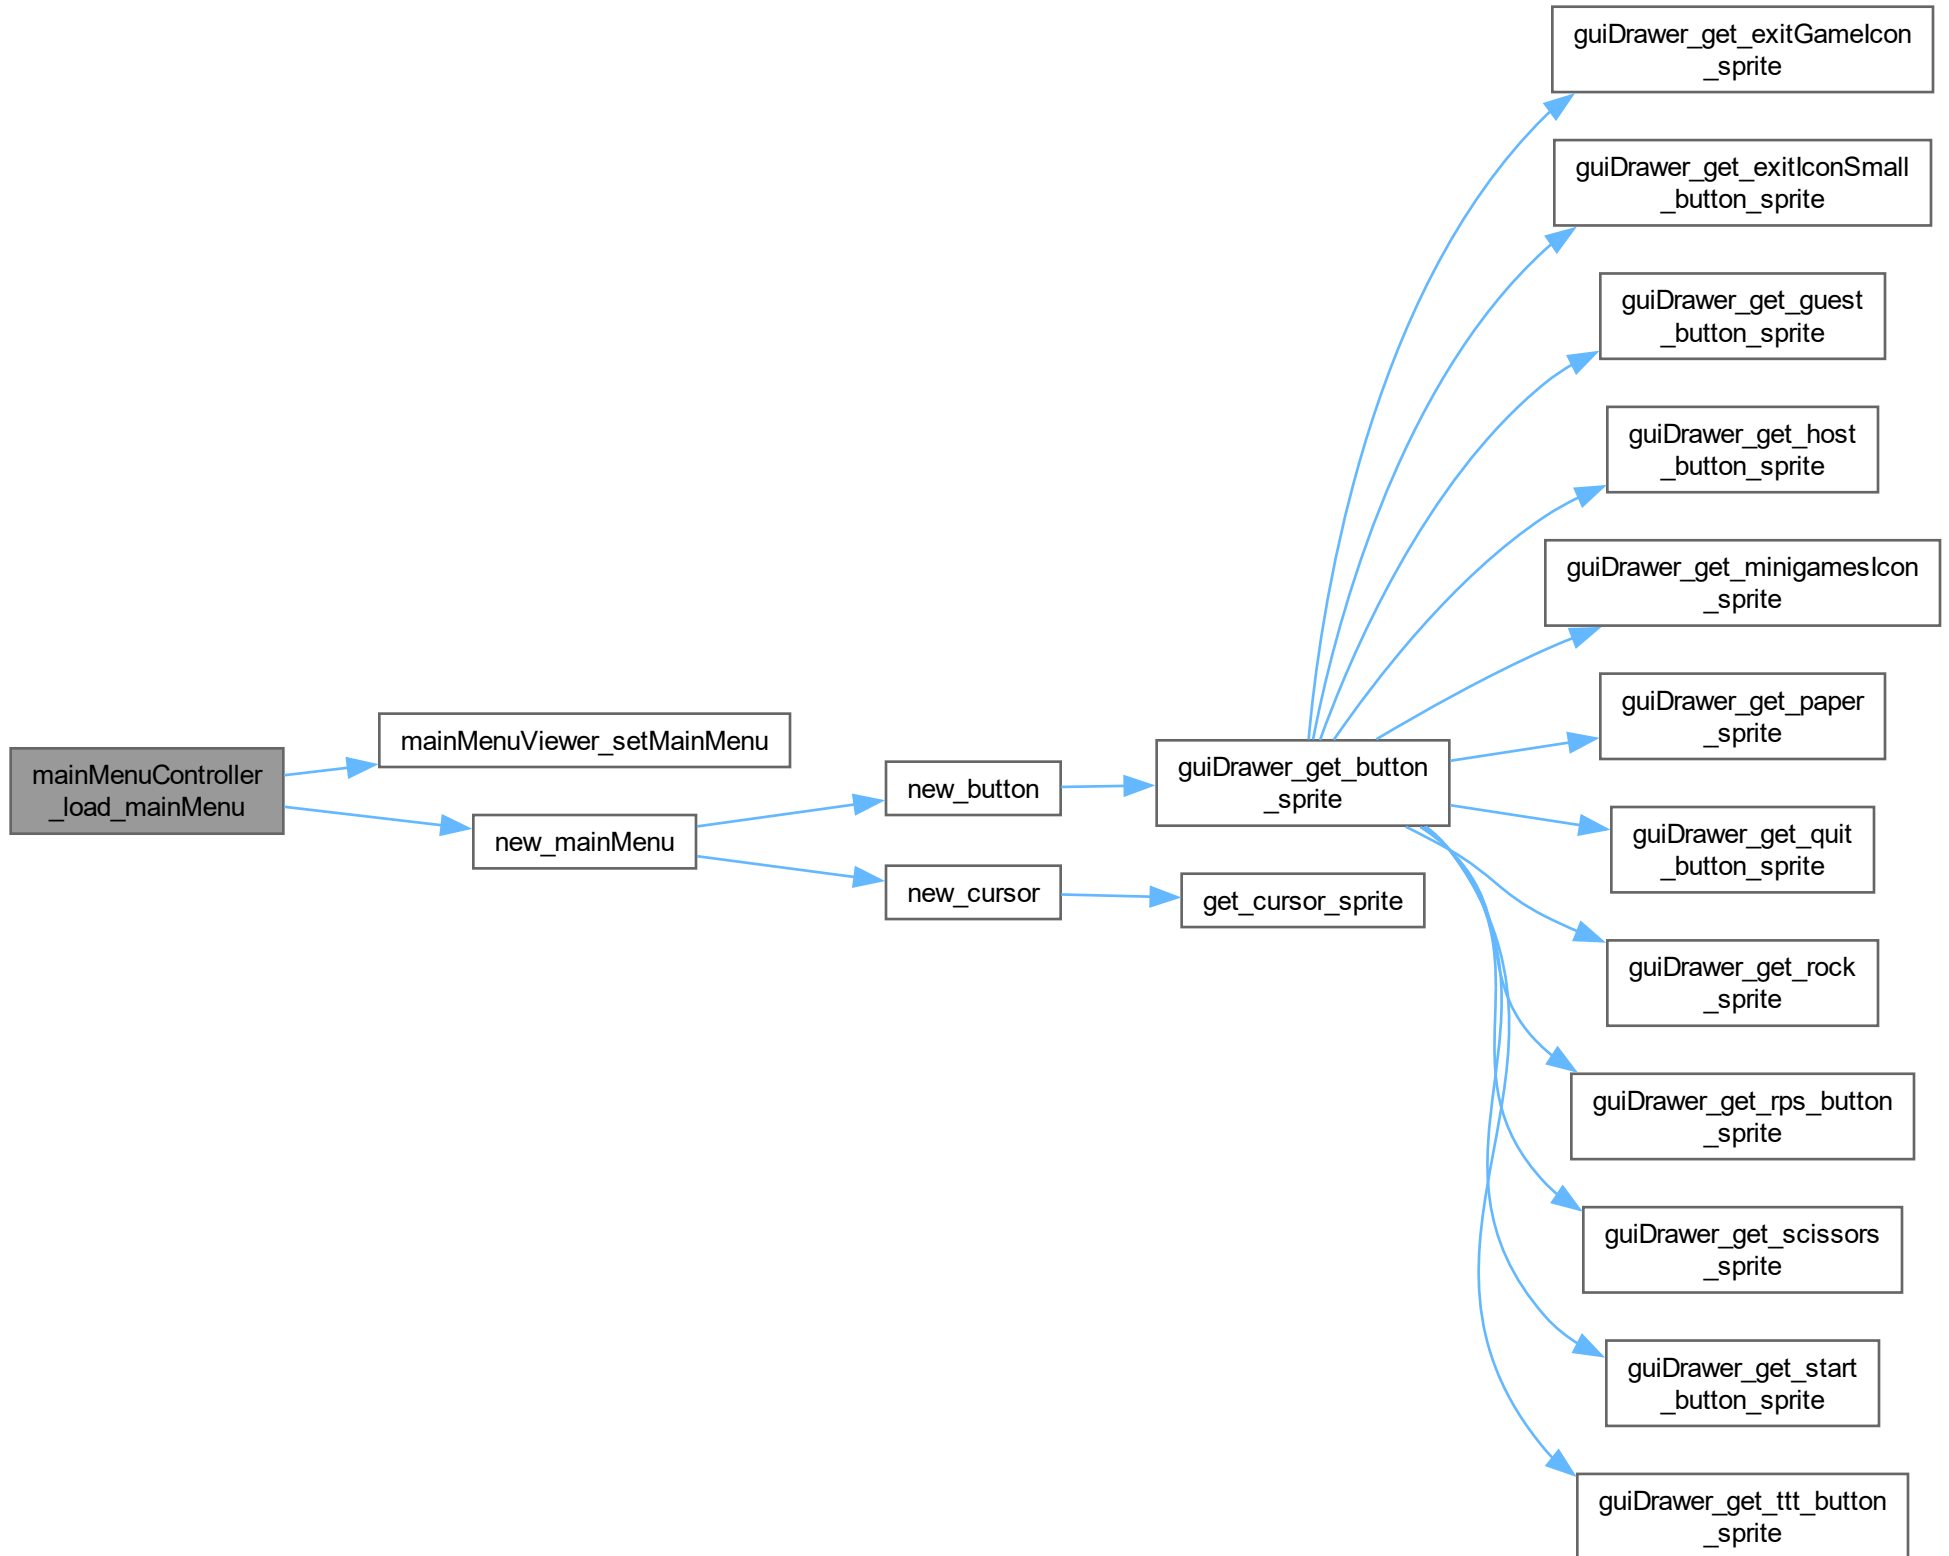 mainMenuController
_load_mainMenu
mainMenuViewer_setMainMenu
new_mainMenu
new_button
new_cursor
guiDrawer_get_button
_sprite
get_cursor_sprite
guiDrawer_get_exitGameIcon
_sprite
guiDrawer_get_exitIconSmall
_button_sprite
guiDrawer_get_guest
_button_sprite
guiDrawer_get_host
_button_sprite
guiDrawer_get_minigamesIcon
_sprite
guiDrawer_get_paper
_sprite
guiDrawer_get_quit
_button_sprite
guiDrawer_get_rock
_sprite
guiDrawer_get_rps_button
_sprite
guiDrawer_get_scissors
_sprite
guiDrawer_get_start
_button_sprite
guiDrawer_get_ttt_button
_sprite